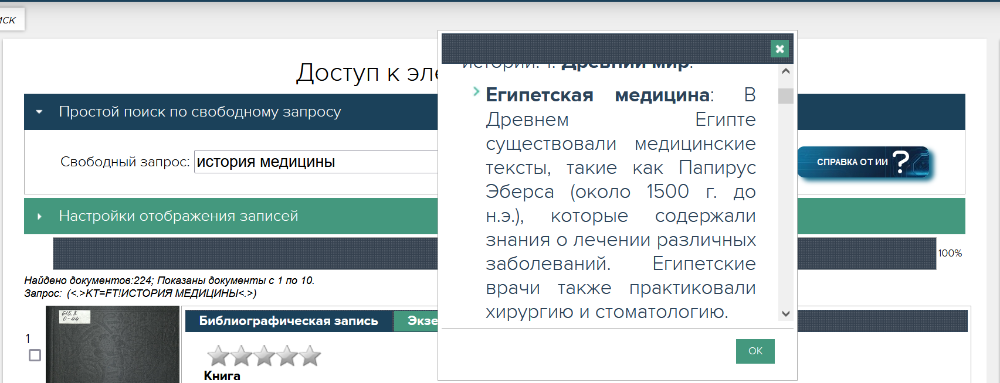 иск
Доступ к эле
Простой поиск по свободному запросу
Свободный запрос: история медицины
СПРАВКА ОТ ИИ ?
Настройки отображения записей
100%
Найдено документов:224; Показаны документы с 1 по 10.
Запрос: (<.>KT=FT!ИСТОРИЯ МЕДИЦИНЫ<.>)
1
615.8
0-44
Библиографическая запись
Экзе
Книга
истории. 1. Древний мир.
Египетская медицина: В
Древнем Египте
существовали медицинские
тексты, такие как Папирус
Эберса (около 1500 г. до
н.э.), которые содержали
знания о лечении различных
заболеваний. Египетские
врачи также практиковали
хирургию и стоматологию.
OK